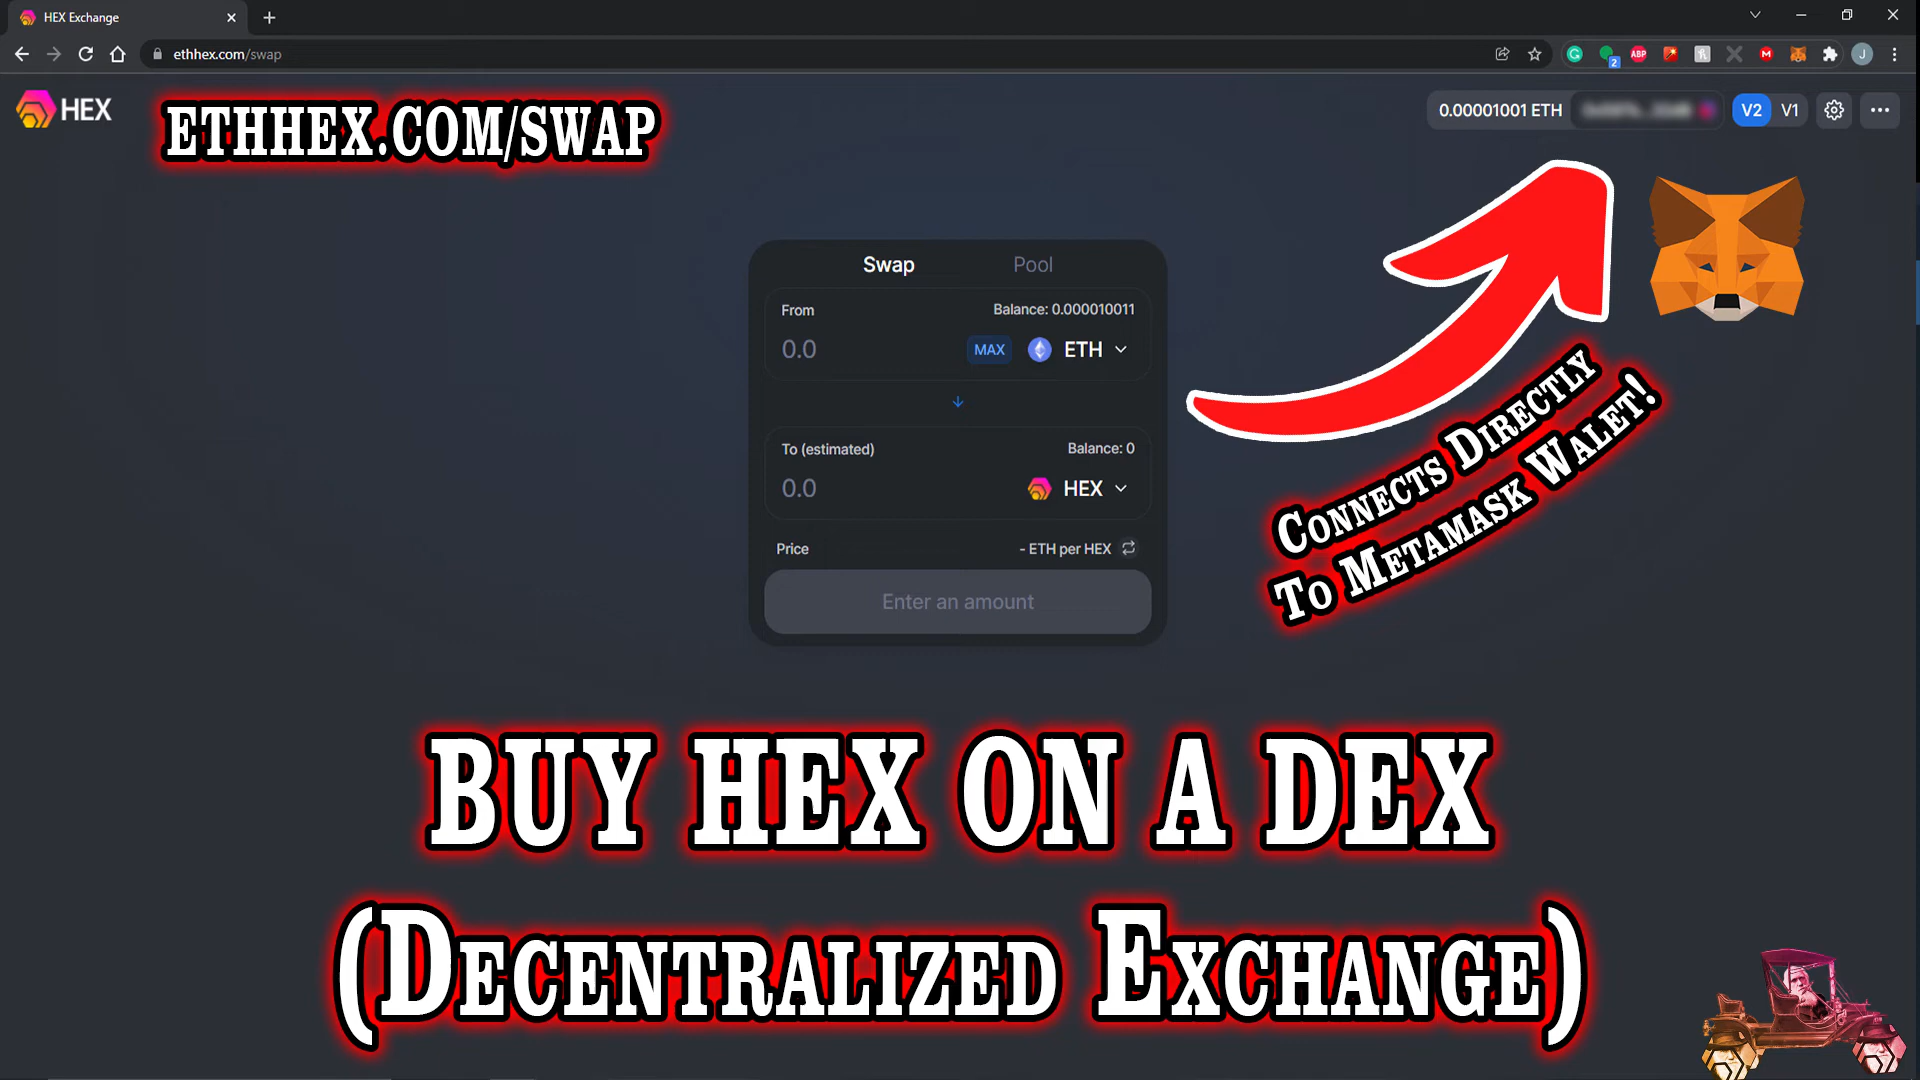 HEX Exchange
ethhex.com/swap
ABP
2
J
HEX
ETHHEX.COM/SWAP
0.00001001 ETH
V2 V1
Swap Pool
From Balance: 0.000010011
0.0 MAX ETH
To (estimated) Balance: 0
0.0 HEX
Price - ETH per HEX
Enter an amount
Connects Directly
To Metamask Walet!
BUY HEX ON A DEX
(Decentralized Exchange)